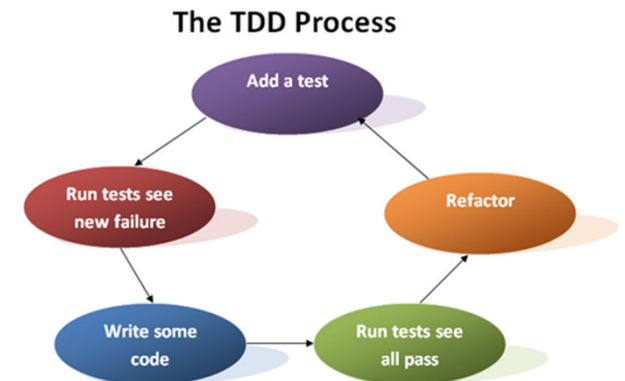 The TDD Process
Add a test
Run tests see
new failure
Refactor
Write some
code
Run tests see
all pass